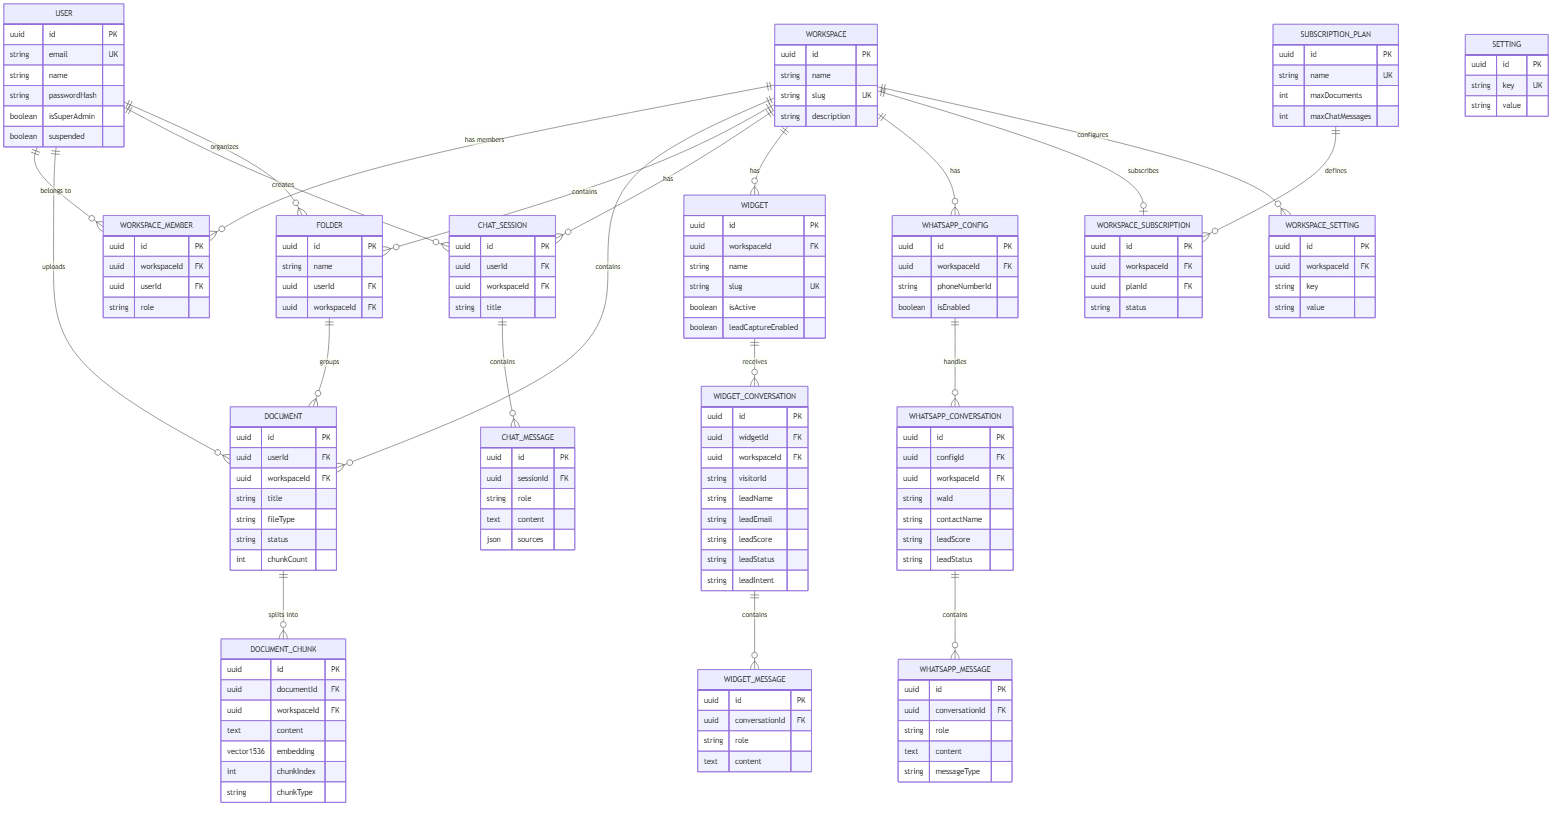 USER
uuid id PK
string email UK
string name
string passwordHash
boolean isSuperAdmin
boolean suspended
WORKSPACE
uuid id PK
string name
string slug UK
string description
SUBSCRIPTION_PLAN
uuid id PK
string name UK
int maxDocuments
int maxChatMessages
SETTING
uuid id PK
string key UK
string value
organizes
has members
configures
belongs to
creates
contains
has
has
has
subscribes
defines
WORKSPACE_MEMBER
uuid id PK
uuid workspaceId FK
uuid userId FK
string role
FOLDER
uuid id PK
string name
uuid userId FK
uuid workspaceId FK
CHAT_SESSION
uuid id PK
uuid userId FK
uuid workspaceId FK
string title
WIDGET
uuid id PK
uuid workspaceId FK
string name
string slug UK
boolean isActive
boolean leadCaptureEnabled
WHATSAPP_CONFIG
uuid id PK
uuid workspaceId FK
string phoneNumberId
boolean isEnabled
WORKSPACE_SUBSCRIPTION
uuid id PK
uuid workspaceId FK
uuid planId FK
string status
WORKSPACE_SETTING
uuid id PK
uuid workspaceId FK
string key
string value
uploads
contains
groups
contains
receives
handles
DOCUMENT
uuid id PK
uuid userId FK
uuid workspaceId FK
string title
string fileType
string status
int chunkCount
CHAT_MESSAGE
uuid id PK
uuid sessionId FK
string role
text content
json sources
WIDGET_CONVERSATION
uuid id PK
uuid widgetId FK
uuid workspaceId FK
string visitorId
string leadName
string leadEmail
string leadScore
string leadStatus
string leadIntent
WHATSAPP_CONVERSATION
uuid id PK
uuid configId FK
uuid workspaceId FK
string waId
string contactName
string leadScore
string leadStatus
splits into
contains
contains
DOCUMENT_CHUNK
uuid id PK
uuid documentId FK
uuid workspaceId FK
text content
vector1536 embedding
int chunkIndex
string chunkType
WIDGET_MESSAGE
uuid id PK
uuid conversationId FK
string role
text content
WHATSAPP_MESSAGE
uuid id PK
uuid conversationId FK
string role
text content
string messageType